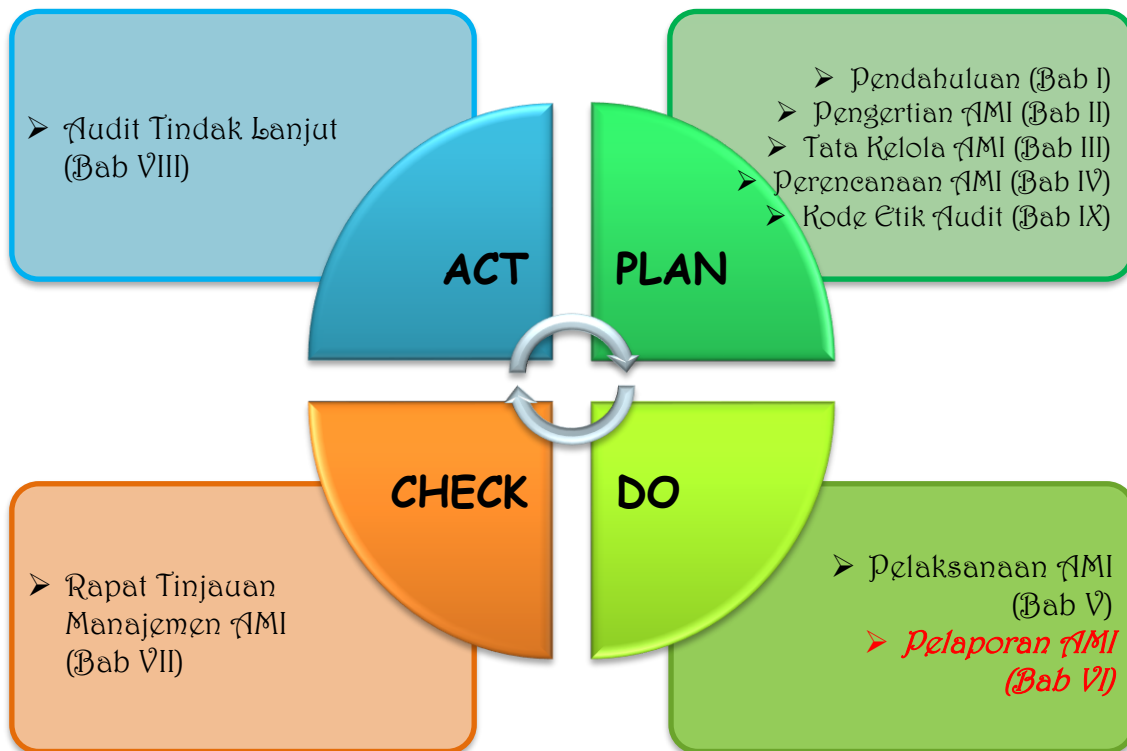 ➢ Audit Tindak Lanjut
(Bab VIII)
➢ Pendahuluan (Bab I)
➢ Pengertian AMI (Bab II)
➢ Tata Kelola AMI (Bab III)
➢ Perencanaan AMI (Bab IV)
➢ Kode Etik Audit (Bab IX)
ACT
PLAN
CHECK
DO
➢ Rapat Tinjauan
Manajemen AMI
(Bab VII)
➢ Pelaksanaan AMI
(Bab V)
➢ Pelaporan AMI
(Bab VI)